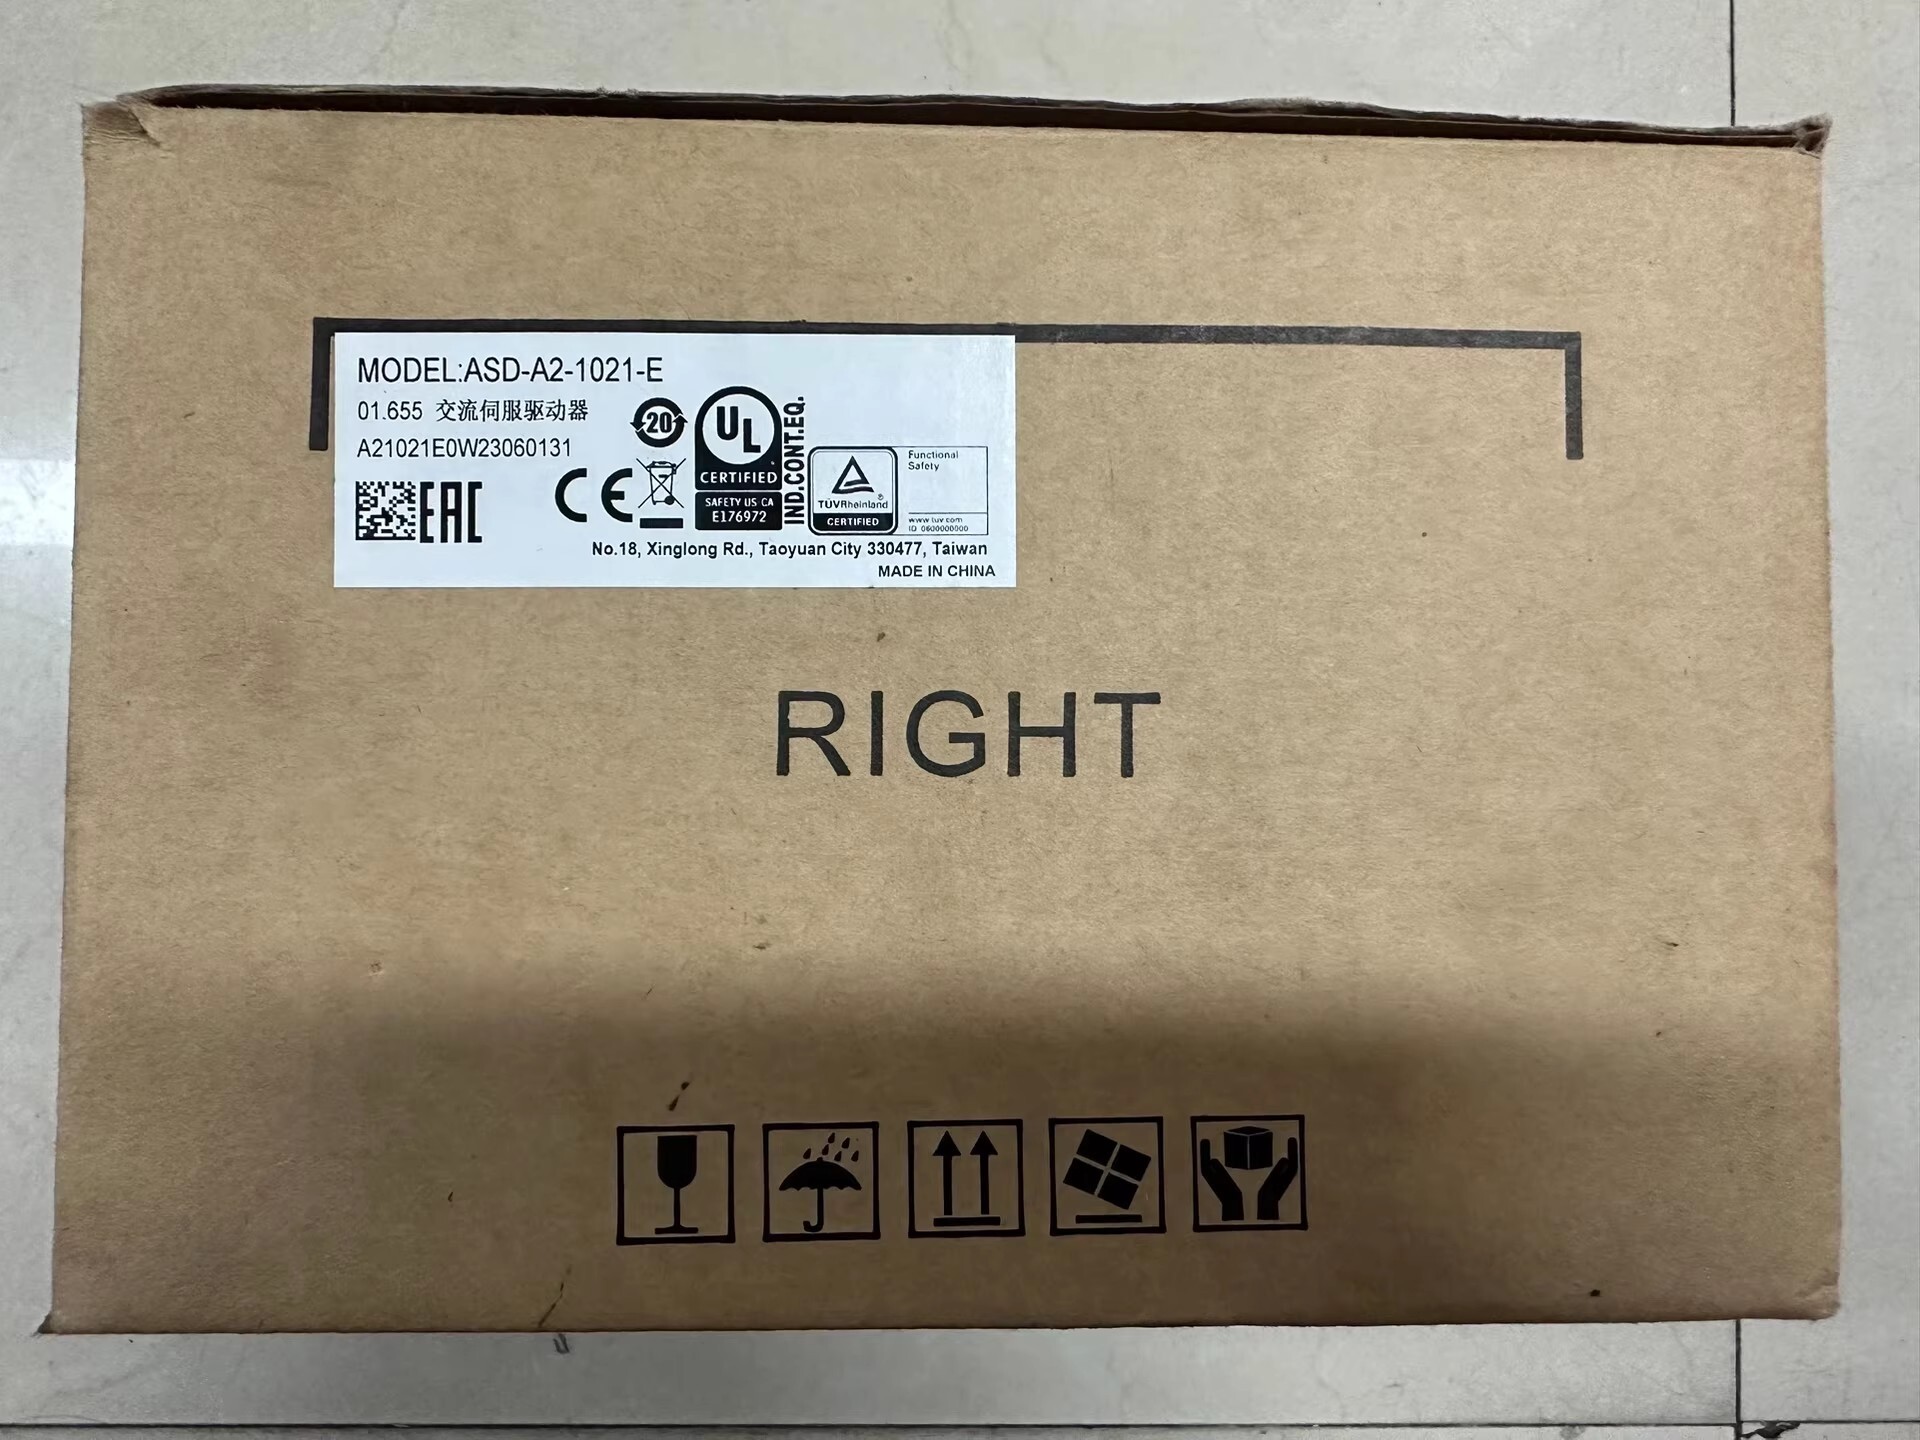 MODEL:ASD-A2-1021-E
01.655 交流伺服驱动器
A21021E0W23060131
EAC
CE
20
UL
CERTIFIED
SAFETY US CA
E176972
IND.CONT.EQ.
TÜVRheinland
®
CERTIFIED
Functional
Safety
www.tuv.com
ID 0600000000
No.18, Xinglong Rd., Taoyuan City 330477, Taiwan
MADE IN CHINA
RIGHT